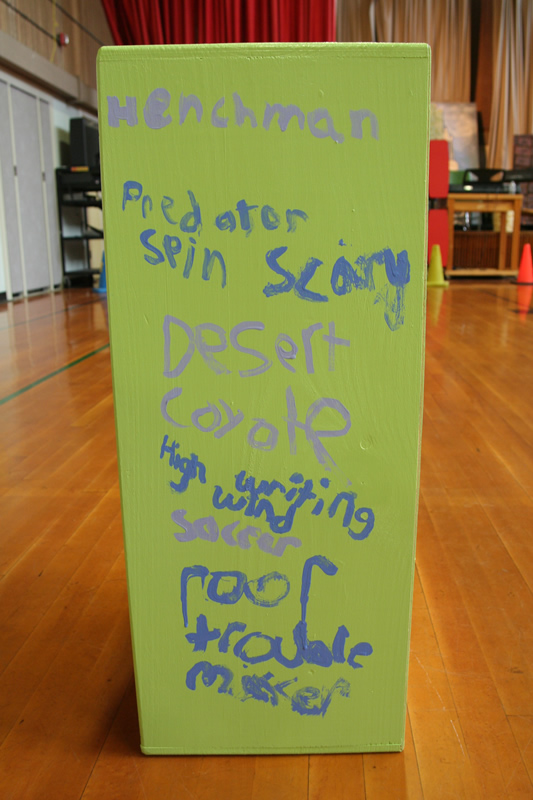 Henchman
Predator
spin scary
Desert
coyote
High writing
wind
soccer
roof
trouble
maker